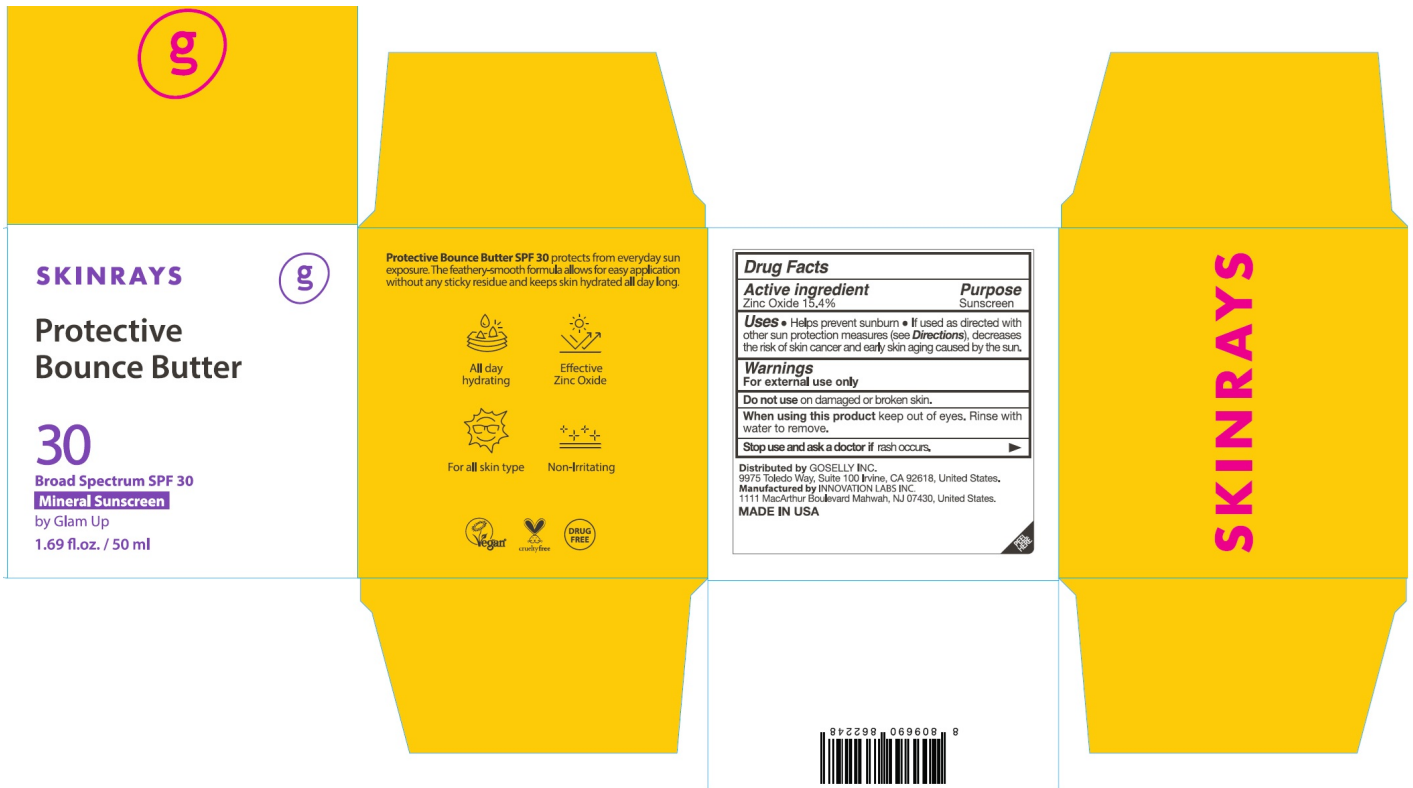 g
SKINRAYS
g
Protective
Bounce Butter
30
Broad Spectrum SPF 30
Mineral Sunscreen
by Glam Up
1.69 fl.oz. / 50 ml
Protective Bounce Butter SPF 30 protects from everyday sun
exposure. The feathery-smooth formula allows for easy application
without any sticky residue and keeps skin hydrated all day long.
All day
hydrating
Effective
Zinc Oxide
For all skin type
Non-Irritating
Vegan
crueltyfree
DRUG
FREE
Drug Facts
Active ingredient Purpose
Zinc Oxide 15.4% Sunscreen
Uses • Helps prevent sunburn • If used as directed with
other sun protection measures (see Directions), decreases
the risk of skin cancer and early skin aging caused by the sun.
Warnings
For external use only
Do not use on damaged or broken skin.
When using this product keep out of eyes. Rinse with
water to remove.
Stop use and ask a doctor if rash occurs.
Distributed by GOSELLY INC.
9975 Toledo Way, Suite 100 Irvine, CA 92618, United States.
Manufactured by INNOVATION LABS INC.
1111 MacArthur Boulevard Mahwah, NJ 07430, United States.
MADE IN USA
PEEL
HERE
8 809690 862248
SKINRAYS